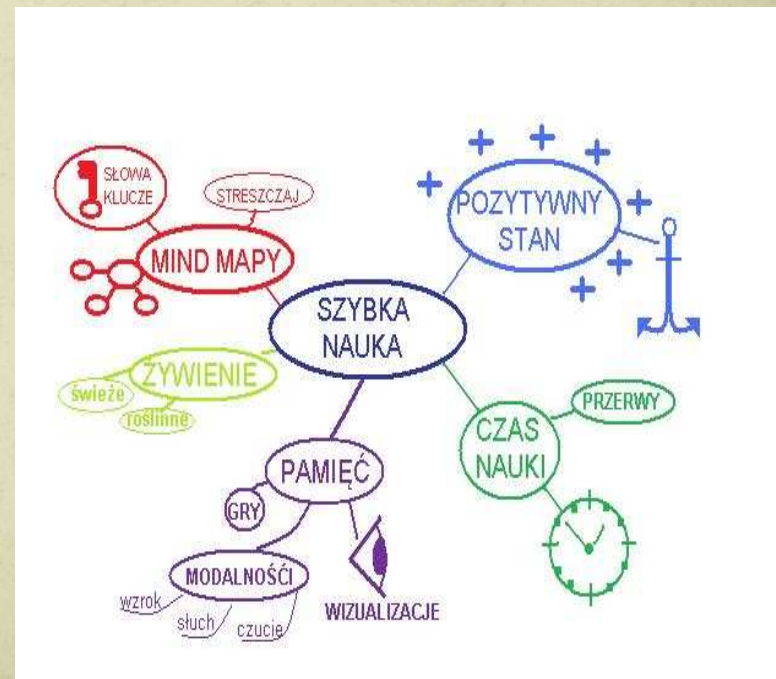 SŁOWA
KLUCZE
STRESZCZAJ
MIND MAPY
POZYTYWNY
STAN
SZYBKA
NAUKA
ŻYWIENIE
świeże
roślinne
PRZERWY
CZAS
NAUKI
PAMIĘĆ
GRY
MODALNOŚĆI
wzrok
słuch
czucie
WIZUALIZACJE